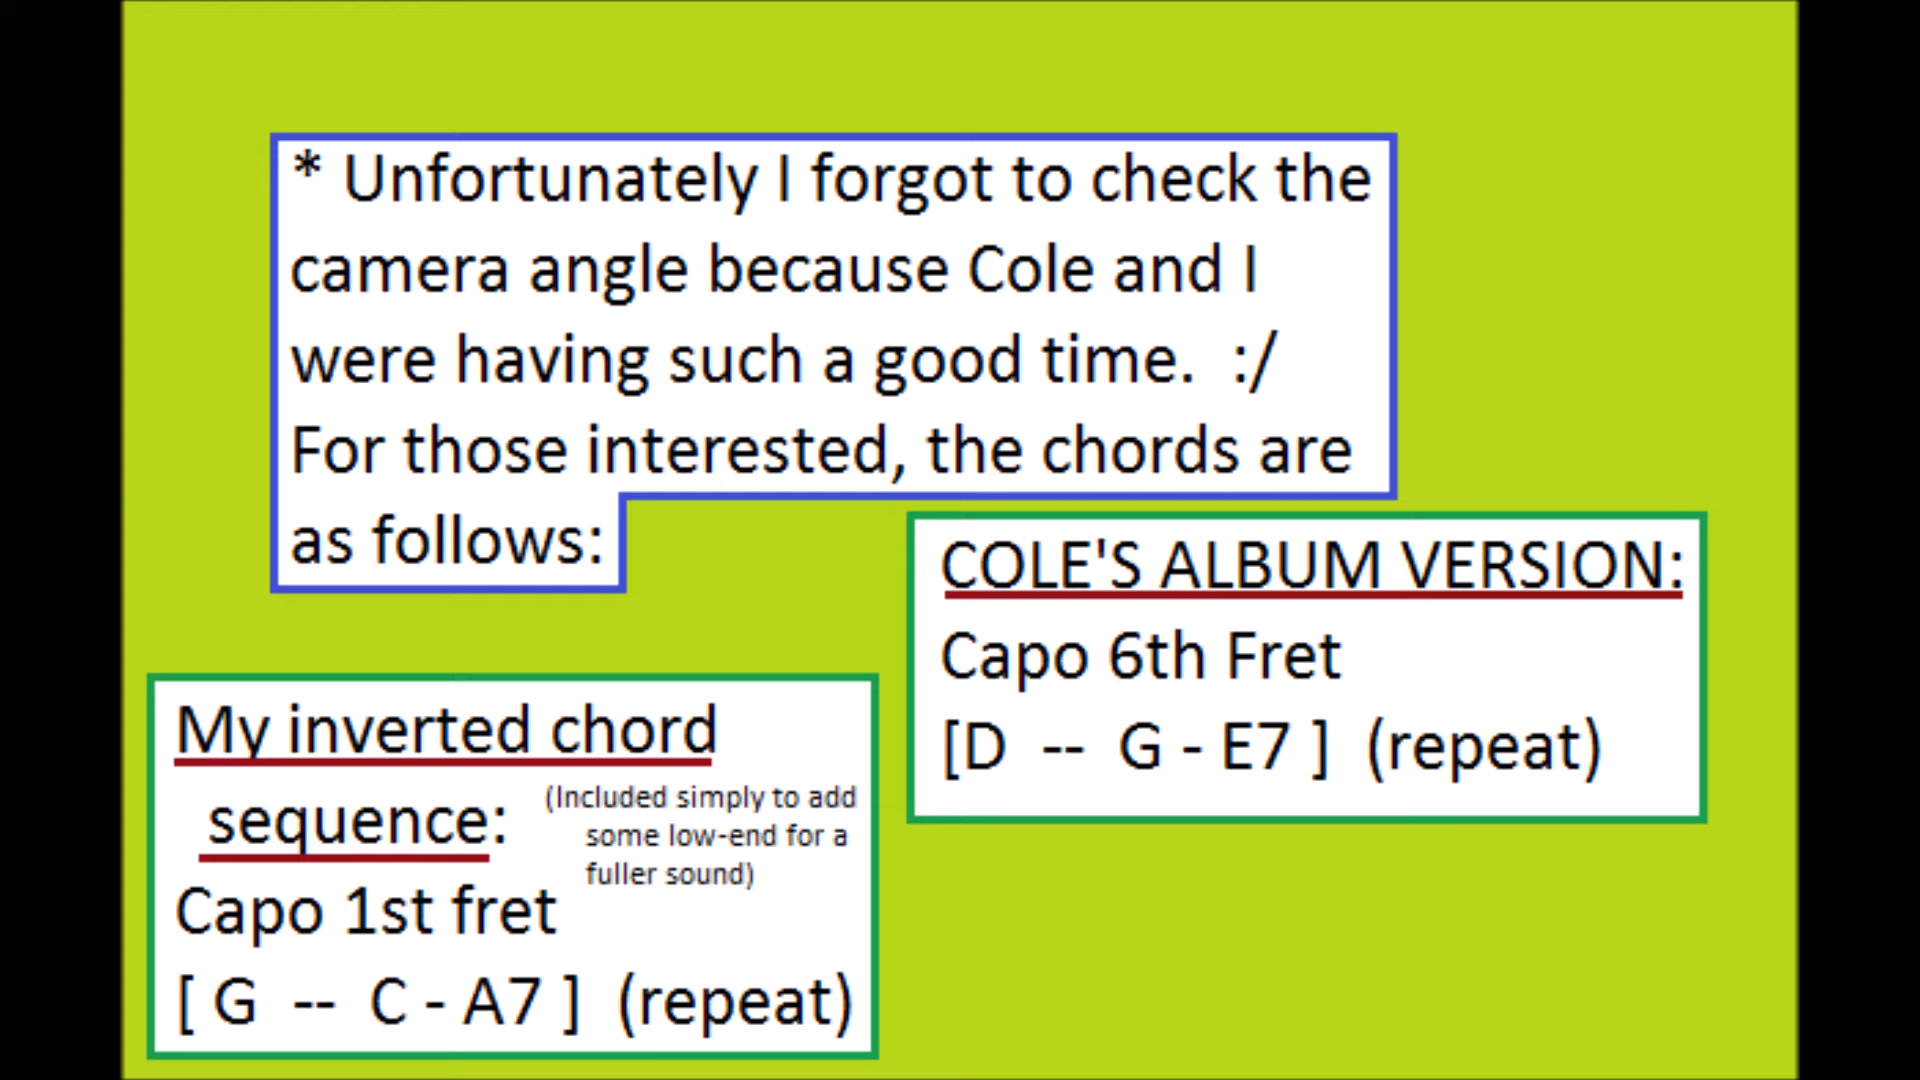 * Unfortunately I forgot to check the
camera angle because Cole and I
were having such a good time.  :/
For those interested, the chords are
as follows:
COLE'S ALBUM VERSION:
Capo 6th Fret
[D  --  G - E7 ]  (repeat)
My inverted chord
sequence:
(Included simply to add
some low-end for a
fuller sound)
Capo 1st fret
[ G  --  C - A7 ]  (repeat)